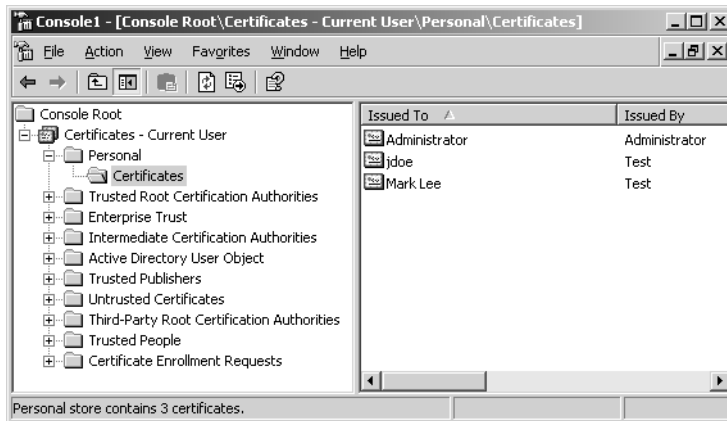 Console1 - [Console Root\Certificates - Current User\Personal\Certificates]
File Action View Favorites Window Help
Console Root
Certificates - Current User
Personal
Certificates
Trusted Root Certification Authorities
Enterprise Trust
Intermediate Certification Authorities
Active Directory User Object
Trusted Publishers
Untrusted Certificates
Third-Party Root Certification Authorities
Trusted People
Certificate Enrollment Requests
Issued To Issued By
Administrator Administrator
jdoe Test
Mark Lee Test
Personal store contains 3 certificates.